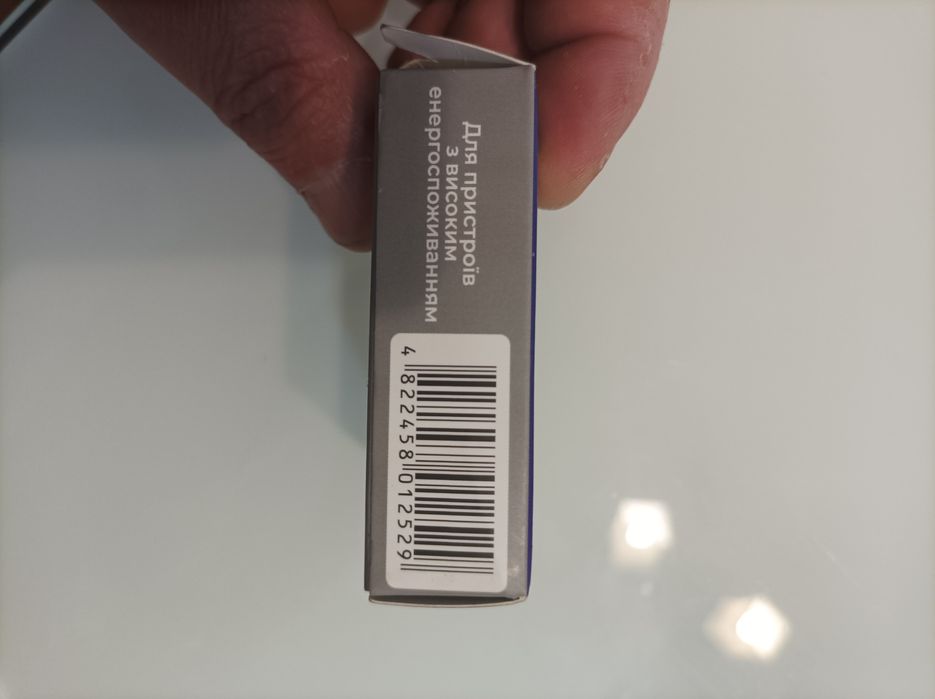 Для пристроїв
з високим
енергоспоживанням
4 822458 012529